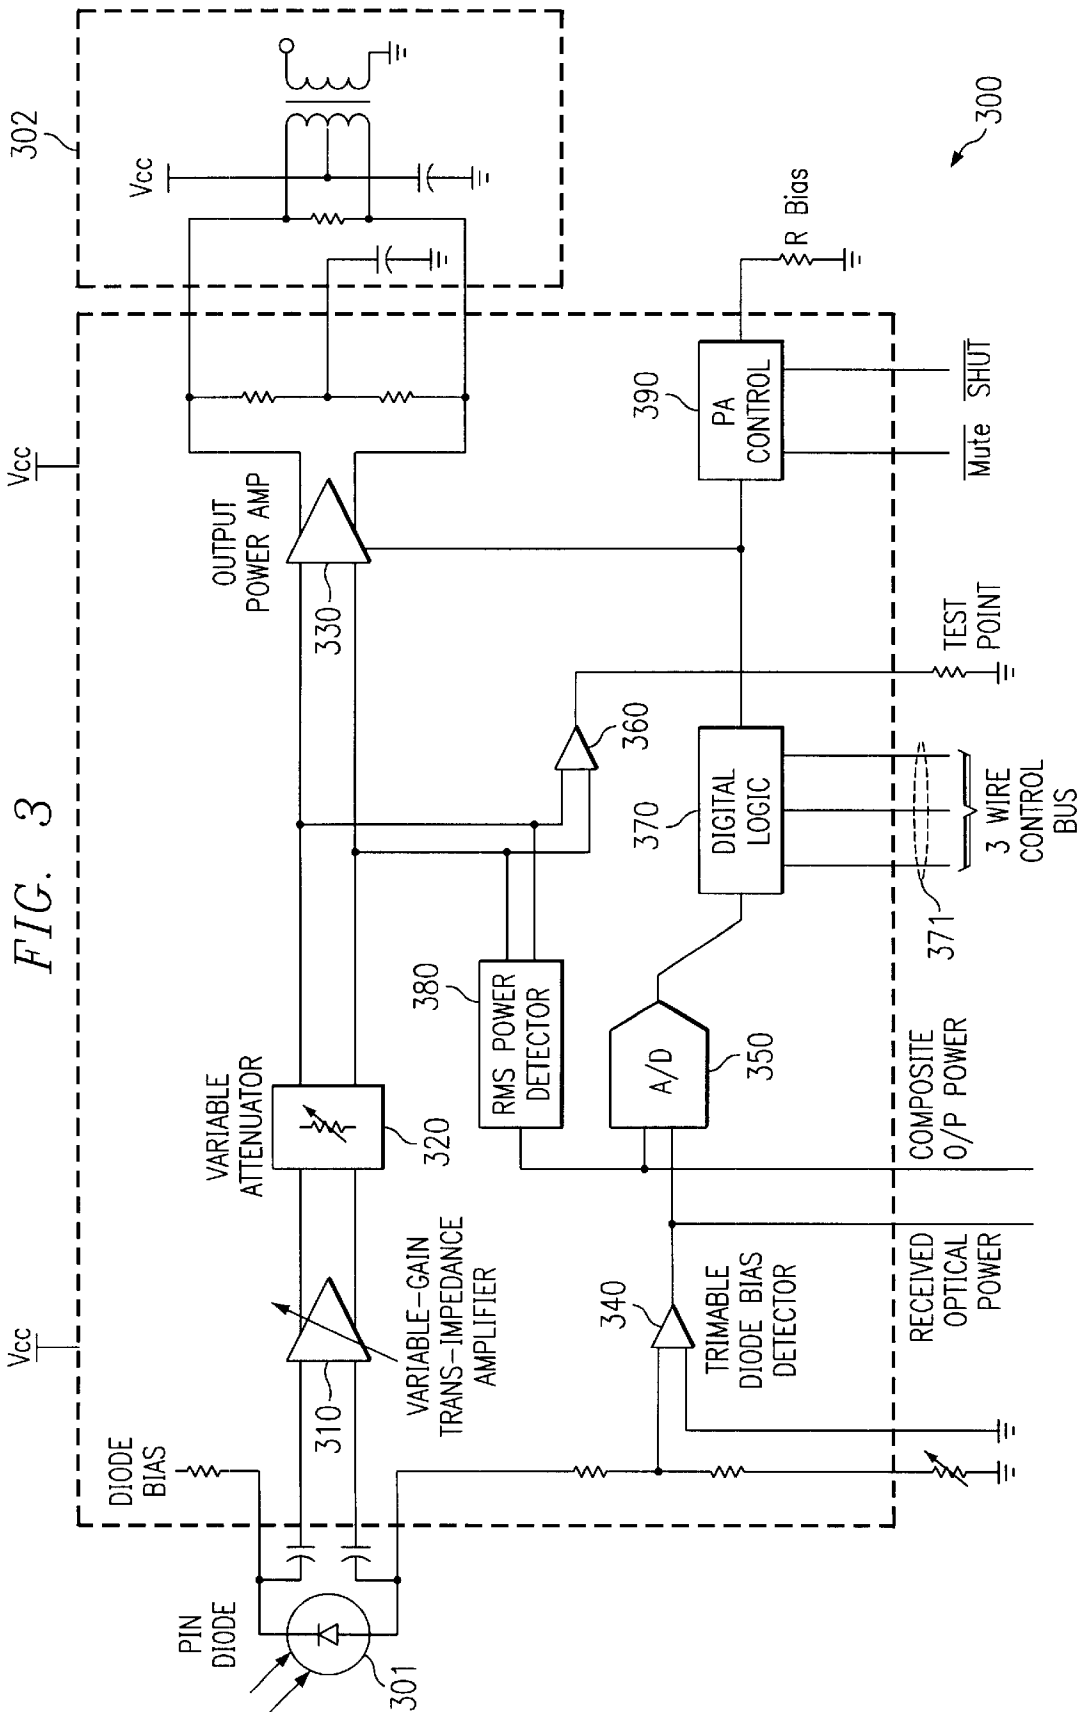 FIG. 3
Vcc
Vcc
302
Vcc
300
DIODE
BIAS
PIN
DIODE
301
310
VARIABLE-GAIN
TRANS-IMPEDANCE
AMPLIFIER
VARIABLE
ATTENUATOR
320
OUTPUT
POWER AMP
330
380
RMS POWER
DETECTOR
360
340
TRIMABLE
DIODE BIAS
DETECTOR
A/D
350
370
DIGITAL
LOGIC
390
PA
CONTROL
R Bias
RECEIVED
OPTICAL
POWER
COMPOSITE
O/P POWER
371
3 WIRE
CONTROL
BUS
TEST
POINT
Mute
SHUT